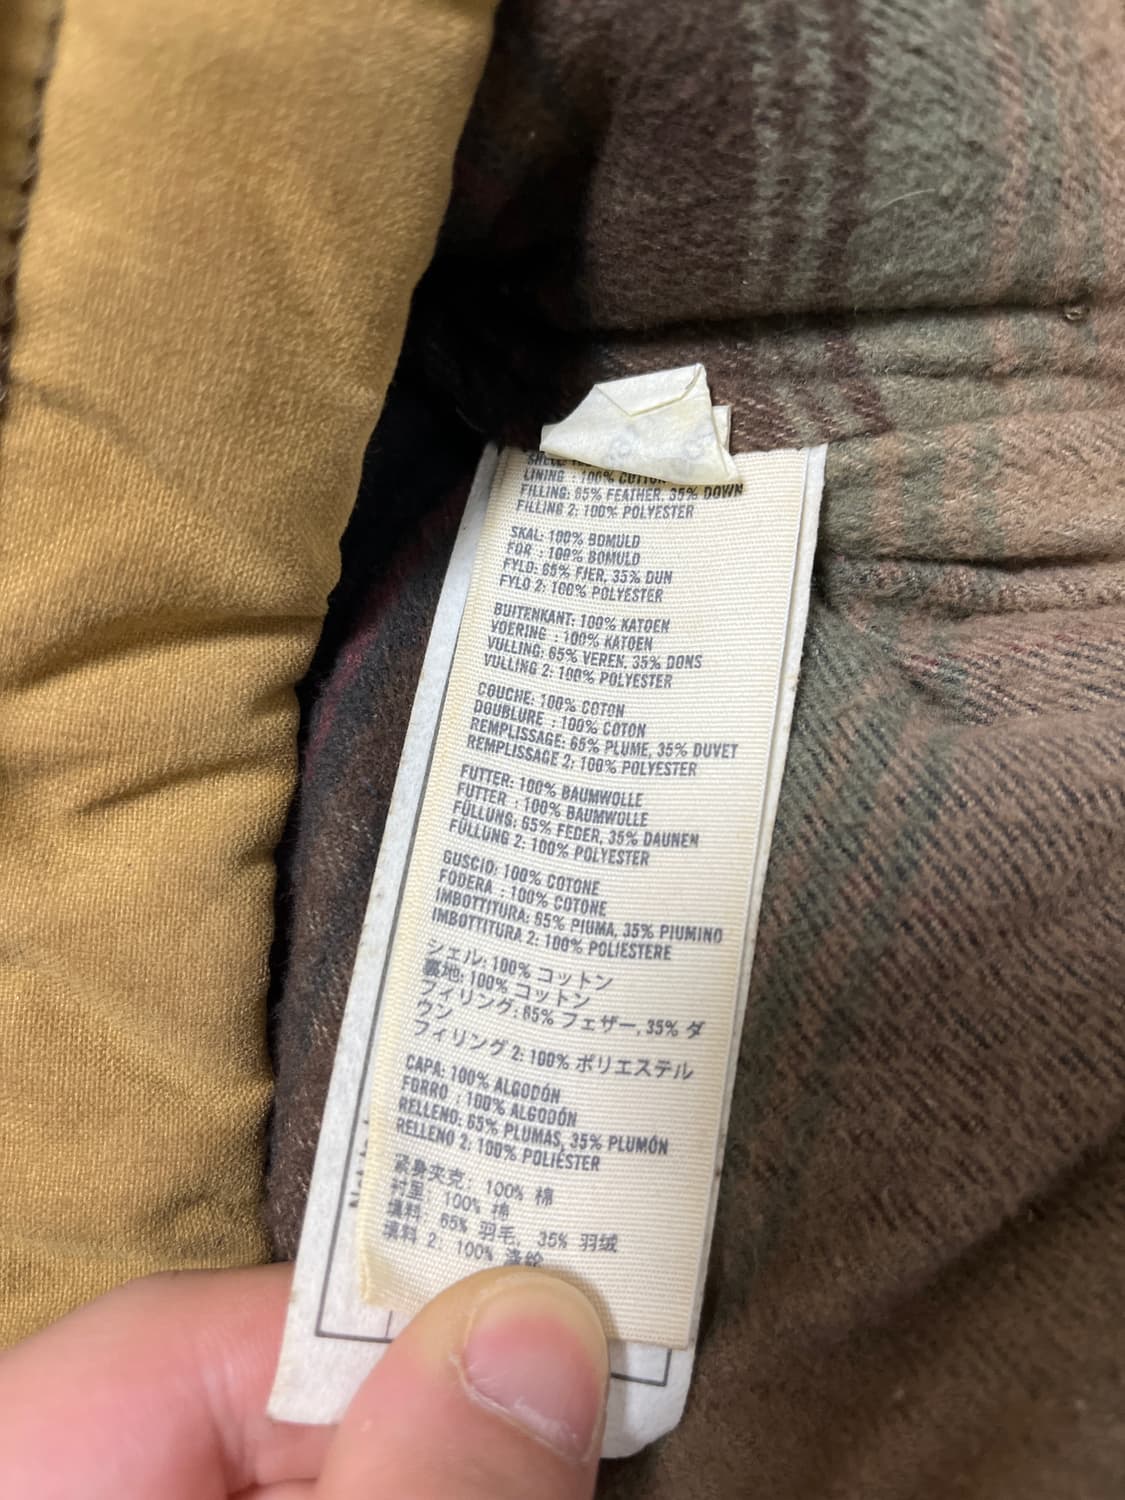 SHELL: 100%
LINING : 100% COTTON
FILLING: 65% FEATHER, 35% DOWN
FILLING 2: 100% POLYESTER
SKAL: 100% BOMULD
FOR : 100% BOMULD
FYLD: 65% FJER, 35% DUN
FYLD 2: 100% POLYESTER
BUITENKANT: 100% KATOEN
VOERING : 100% KATOEN
VULLING: 65% VEREN, 35% DONS
VULLING 2: 100% POLYESTER
COUCHE: 100% COTON
DOUBLURE : 100% COTON
REMPLISSAGE: 65% PLUME, 35% DUVET
REMPLISSAGE 2: 100% POLYESTER
FUTTER: 100% BAUMWOLLE
FUTTER : 100% BAUMWOLLE
FÜLLUNG: 65% FEDER, 35% DAUNEN
FÜLLUNG 2: 100% POLYESTER
GUSCIO: 100% COTONE
FODERA : 100% COTONE
IMBOTTITURA: 65% PIUMA, 35% PIUMINO
IMBOTTITURA 2: 100% POLIESTERE
シェル: 100% コットン
裏地: 100% コットン
フィリング: 65% フェザー, 35% ダ
ウン
フィリング 2: 100% ポリエステル
CAPA: 100% ALGODÓN
FORRO : 100% ALGODÓN
RELLENO: 65% PLUMAS, 35% PLUMÓN
RELLENO 2: 100% POLIÉSTER
紧身夹克: 100% 棉
衬里: 100% 棉
填料: 65% 羽毛, 35% 羽绒
填料 2: 100% 涤纶